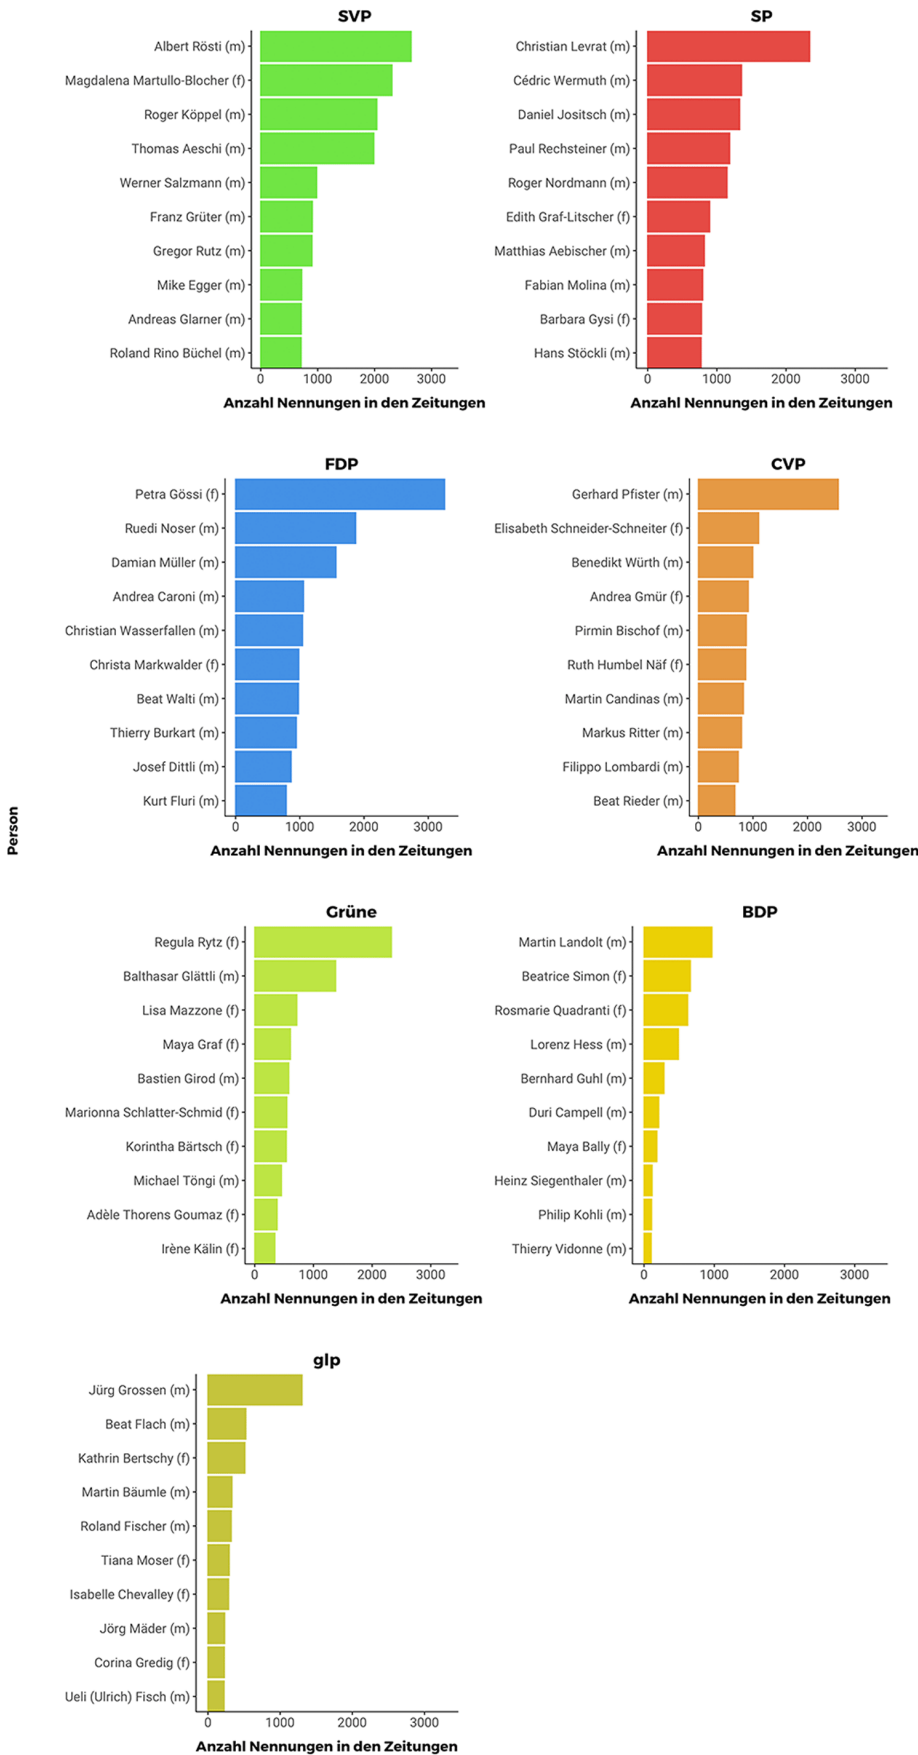 SVP
Albert Rösti (m)
Magdalena Martullo-Blocher (f)
Roger Köppel (m)
Thomas Aeschi (m)
Werner Salzmann (m)
Franz Grüter (m)
Gregor Rutz (m)
Mike Egger (m)
Andreas Glarner (m)
Roland Rino Büchel (m)
0 1000 2000 3000
Anzahl Nennungen in den Zeitungen
SP
Christian Levrat (m)
Cédric Wermuth (m)
Daniel Jositsch (m)
Paul Rechsteiner (m)
Roger Nordmann (m)
Edith Graf-Litscher (f)
Matthias Aebischer (m)
Fabian Molina (m)
Barbara Gysi (f)
Hans Stöckli (m)
0 1000 2000 3000
Anzahl Nennungen in den Zeitungen
FDP
Petra Gössi (f)
Ruedi Noser (m)
Damian Müller (m)
Andrea Caroni (m)
Christian Wasserfallen (m)
Christa Markwalder (f)
Beat Walti (m)
Thierry Burkart (m)
Josef Dittli (m)
Kurt Fluri (m)
0 1000 2000 3000
Anzahl Nennungen in den Zeitungen
CVP
Gerhard Pfister (m)
Elisabeth Schneider-Schneiter (f)
Benedikt Würth (m)
Andrea Gmür (f)
Pirmin Bischof (m)
Ruth Humbel Näf (f)
Martin Candinas (m)
Markus Ritter (m)
Filippo Lombardi (m)
Beat Rieder (m)
0 1000 2000 3000
Anzahl Nennungen in den Zeitungen
Person
Grüne
Regula Rytz (f)
Balthasar Glättli (m)
Lisa Mazzone (f)
Maya Graf (f)
Bastien Girod (m)
Marionna Schlatter-Schmid (f)
Korintha Bärtsch (f)
Michael Töngi (m)
Adèle Thorens Goumaz (f)
Irène Kälin (f)
0 1000 2000 3000
Anzahl Nennungen in den Zeitungen
BDP
Martin Landolt (m)
Beatrice Simon (f)
Rosmarie Quadranti (f)
Lorenz Hess (m)
Bernhard Guhl (m)
Duri Campell (m)
Maya Bally (f)
Heinz Siegenthaler (m)
Philip Kohli (m)
Thierry Vidonne (m)
0 1000 2000 3000
Anzahl Nennungen in den Zeitungen
glp
Jürg Grossen (m)
Beat Flach (m)
Kathrin Bertschy (f)
Martin Bäumle (m)
Roland Fischer (m)
Tiana Moser (f)
Isabelle Chevalley (f)
Jörg Mäder (m)
Corina Gredig (f)
Ueli (Ulrich) Fisch (m)
0 1000 2000 3000
Anzahl Nennungen in den Zeitungen